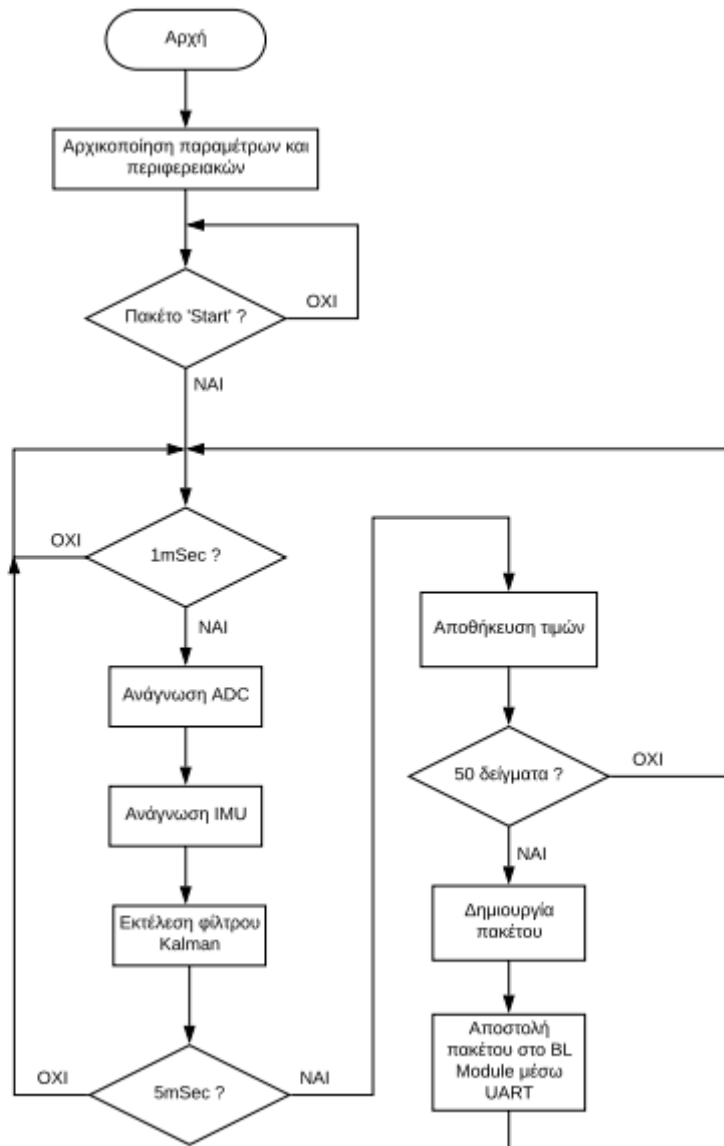 Αρχή
Αρχικοποίηση παραμέτρων και
περιφερειακών
Πακέτο 'Start' ?
ΟΧΙ
ΝΑΙ
1mSec ?
ΟΧΙ
ΝΑΙ
Ανάγνωση ADC
Ανάγνωση IMU
Εκτέλεση φίλτρου
Kalman
5mSec ?
ΟΧΙ
ΝΑΙ
Αποθήκευση τιμών
50 δείγματα ?
ΟΧΙ
ΝΑΙ
Δημιουργία
πακέτου
Αποστολή
πακέτου στο BL
Module μέσω
UART